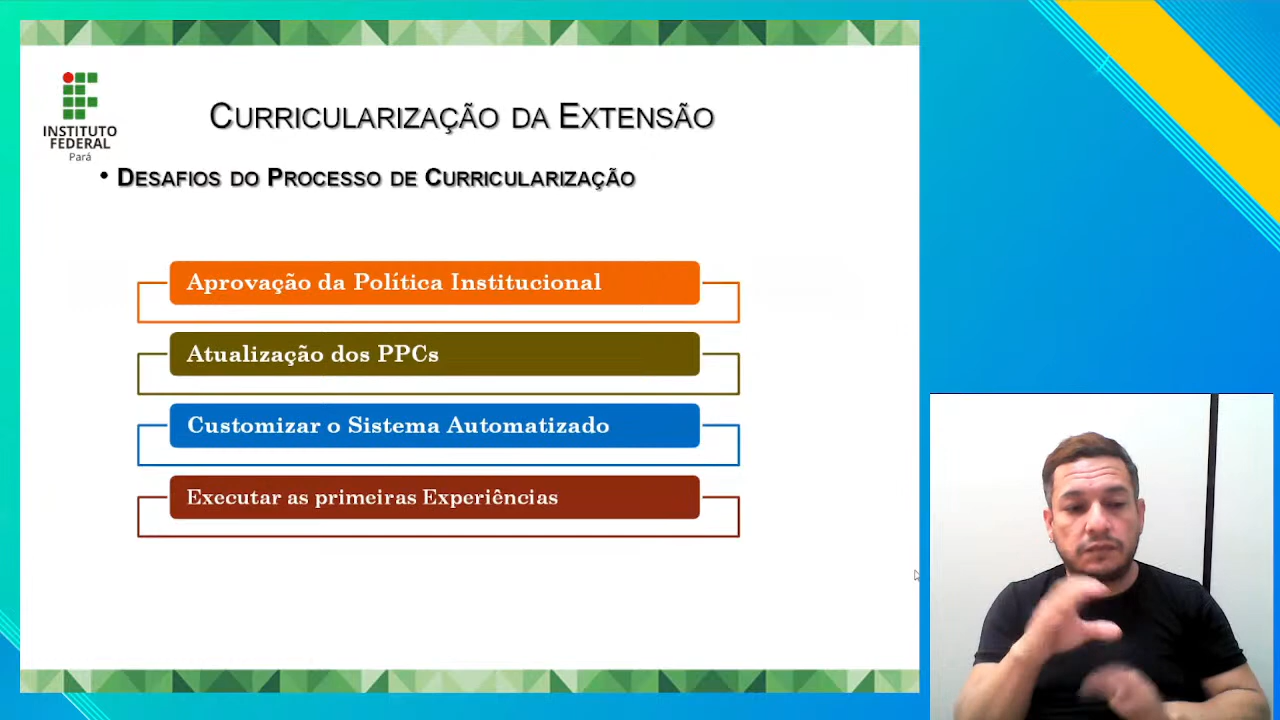 INSTITUTO
FEDERAL
Pará
CURRICULARIZAÇÃO DA EXTENSÃO
• DESAFIOS DO PROCESSO DE CURRICULARIZAÇÃO
Aprovação da Política Institucional
Atualização dos PPCs
Customizar o Sistema Automatizado
Executar as primeiras Experiências